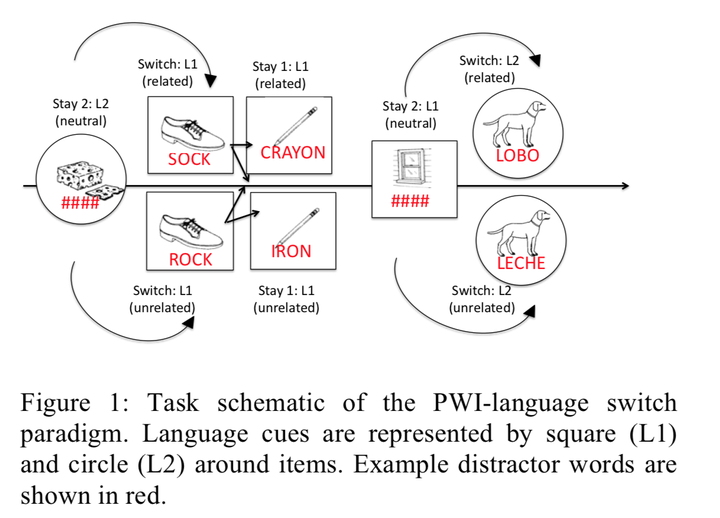 Switch: L1
(related)
Stay 1: L1
(related)
Switch: L2
(related)
Stay 2: L2
(neutral)
Stay 2: L1
(neutral)
SOCK
CRAYON
LOBO
####
####
ROCK
IRON
LECHE
Switch: L1
(unrelated)
Stay 1: L1
(unrelated)
Switch: L2
(unrelated)
Figure 1: Task schematic of the PWI-language switch
paradigm. Language cues are represented by square (L1)
and circle (L2) around items. Example distractor words are
shown in red.